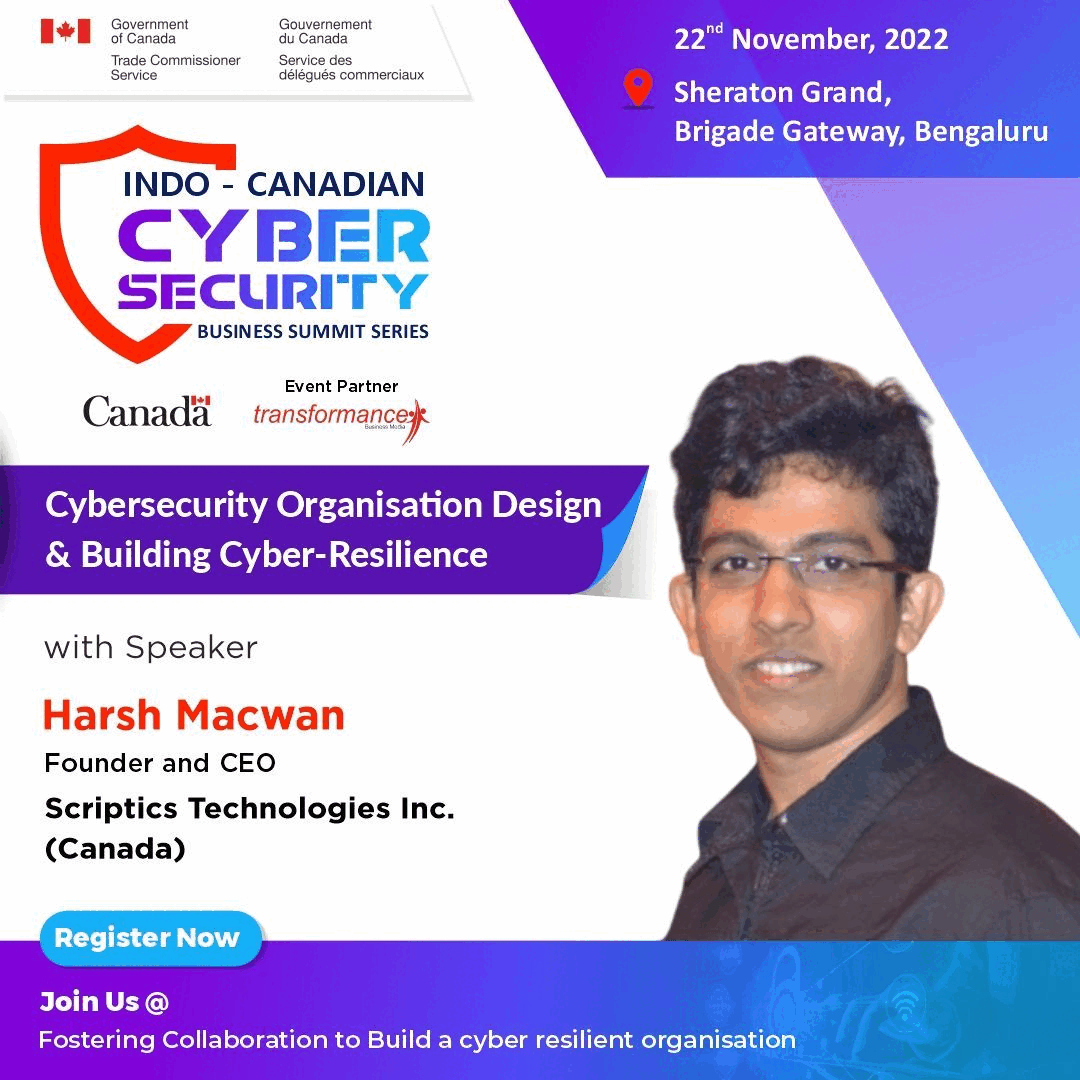 Government
of Canada
Gouvernement
du Canada
Trade Commissioner
Service
Service des
délégués commerciaux
22nd November, 2022
Sheraton Grand,
Brigade Gateway, Bengaluru
INDO - CANADIAN
CYBER
SECURITY
BUSINESS SUMMIT SERIES
Canada
Event Partner
transformance
Business Media
Cybersecurity Organisation Design
& Building Cyber-Resilience
with Speaker
Harsh Macwan
Founder and CEO
Scriptics Technologies Inc.
(Canada)
Register Now
Join Us @
Fostering Collaboration to Build a cyber resilient organisation